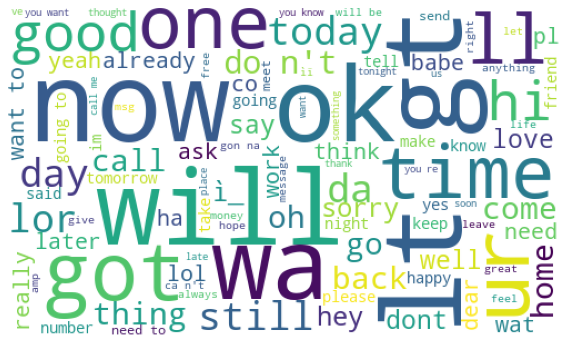 ve you want thought you know will be send right let
good one today ll
yeah already do n't tell babe pl
now ok gt hi friend
want to going to im call me msg free co going meet tonight us anything
say something
day call ask gon na work think make know love life
tomorrow ii want
will lt time
said place message thank you re
lor ha ì_ oh da sorry yes come
give take money hope night keep soon leave need
later got wa go well
really lol late ca n't back happy great home
amp always please dear feel ur
thing still hey dont wat
number need to